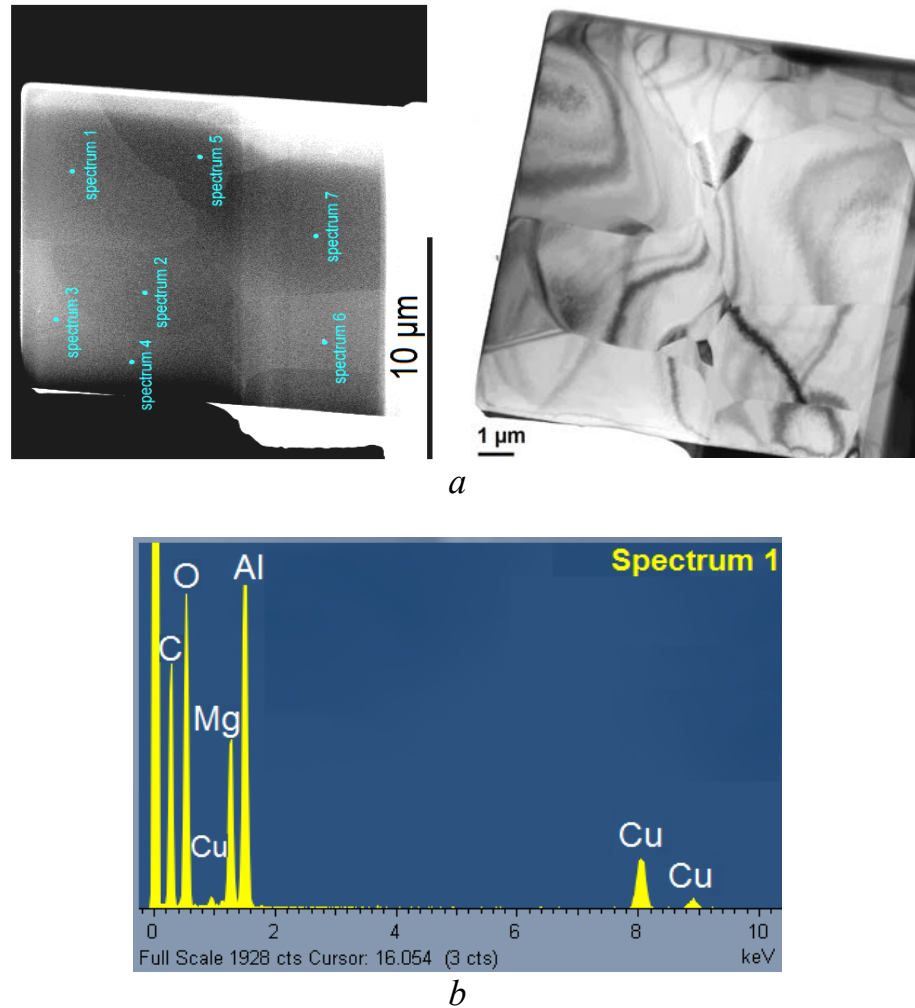 spectrum 1
spectrum 5
spectrum 7
spectrum 2
spectrum 3
spectrum 4
spectrum 6
10 µm
1 µm
a
Spectrum 1
O
Al
C
Mg
Cu
Cu
Cu
0 2 4 6 8 10
Full Scale 1928 cts Cursor: 16.054 (3 cts) keV
b